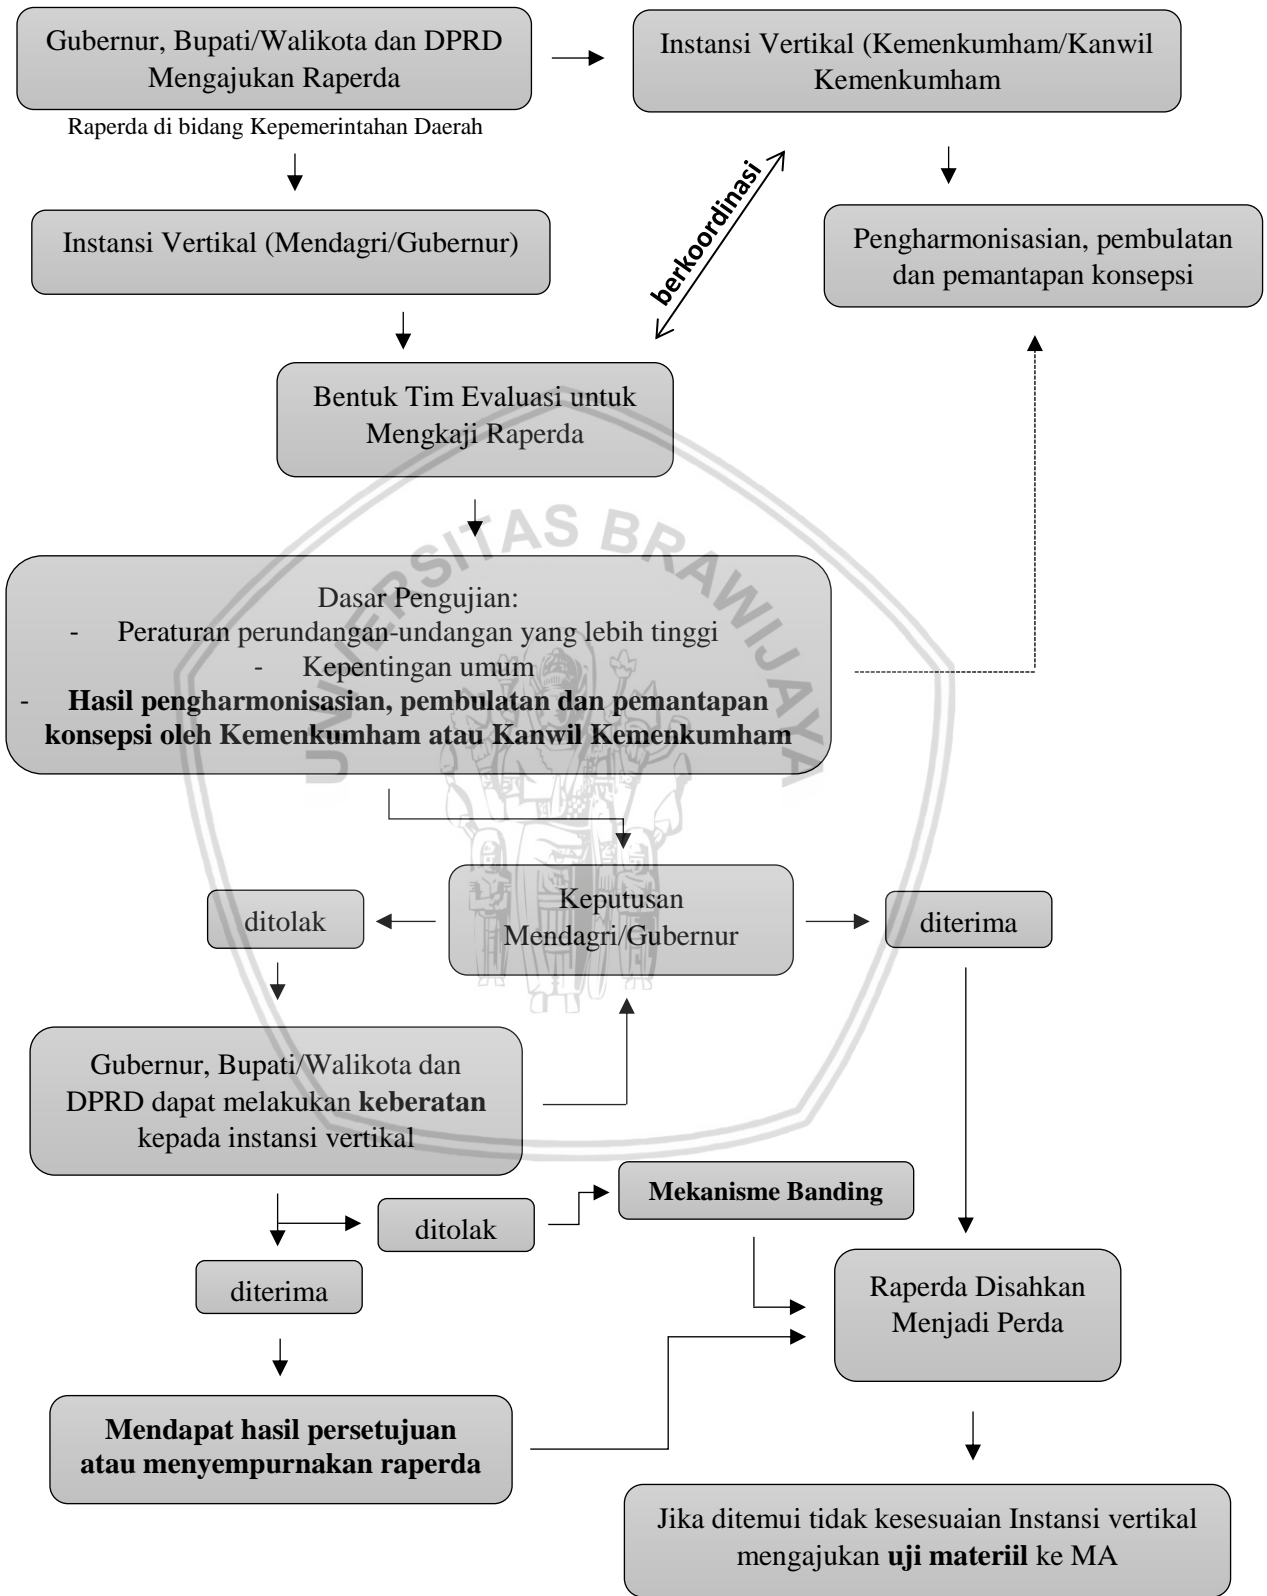 Gubernur, Bupati/Walikota dan DPRD
Mengajukan Raperda
Instansi Vertikal (Kemenkumham/Kanwil
Kemenkumham
Raperda di bidang Kepemerintahan Daerah
berkoordinasi
Instansi Vertikal (Mendagri/Gubernur)
Pengharmonisasian, pembulatan
dan pemantapan konsepsi
Bentuk Tim Evaluasi untuk
Mengkaji Raperda
UNIVERSITAS BRAWIJAYA
Dasar Pengujian:
- Peraturan perundangan-undangan yang lebih tinggi
- Kepentingan umum
- Hasil pengharmonisasian, pembulatan dan pemantapan
konsepsi oleh Kemenkumham atau Kanwil Kemenkumham
ditolak
Keputusan
Mendagri/Gubernur
diterima
Gubernur, Bupati/Walikota dan
DPRD dapat melakukan keberatan
kepada instansi vertikal
Mekanisme Banding
ditolak
diterima
Raperda Disahkan
Menjadi Perda
Mendapat hasil persetujuan
atau menyempurnakan raperda
Jika ditemui tidak kesesuaian Instansi vertikal
mengajukan uji materiil ke MA